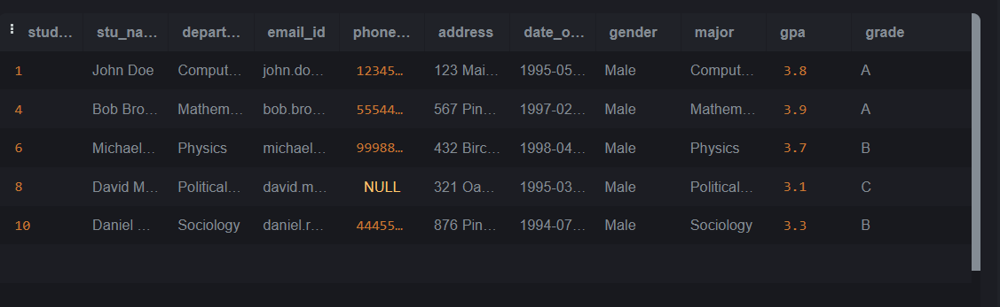 stud... stu_na... depart... email_id phone... address date_o... gender major gpa grade
1 John Doe Comput... john.do... 12345... 123 Mai... 1995-05... Male Comput... 3.8 A
4 Bob Bro... Mathem... bob.bro... 55544... 567 Pin... 1997-02... Male Mathem... 3.9 A
6 Michael... Physics michael... 99988... 432 Birc... 1998-04... Male Physics 3.7 B
8 David M... Political... david.m... NULL 321 Oa... 1995-03... Male Political... 3.1 C
10 Daniel ... Sociology daniel.r... 44455... 876 Pin... 1994-07... Male Sociology 3.3 B